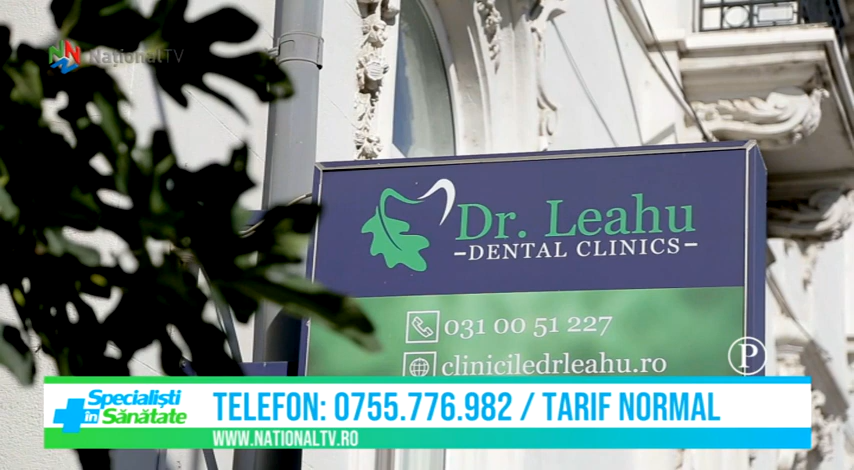 NationalTV
Dr. Leahu
-DENTAL CLINICS-
031 00 51 227
cliniciledrleahu.ro
P
Specialiști
în
Sănătate
TELEFON: 0755.776.982 / TARIF NORMAL
WWW.NATIONALTV.RO